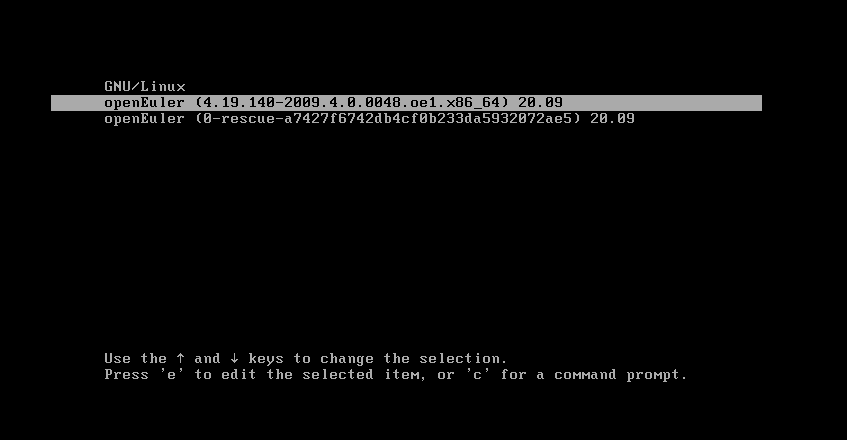 GNU/Linux
openEuler (4.19.140-2009.4.0.0048.oe1.x86_64) 20.09
openEuler (0-rescue-a7427f6742db4cf0b233da5932072ae5) 20.09
Use the ↑ and ↓ keys to change the selection.
Press 'e' to edit the selected item, or 'c' for a command prompt.